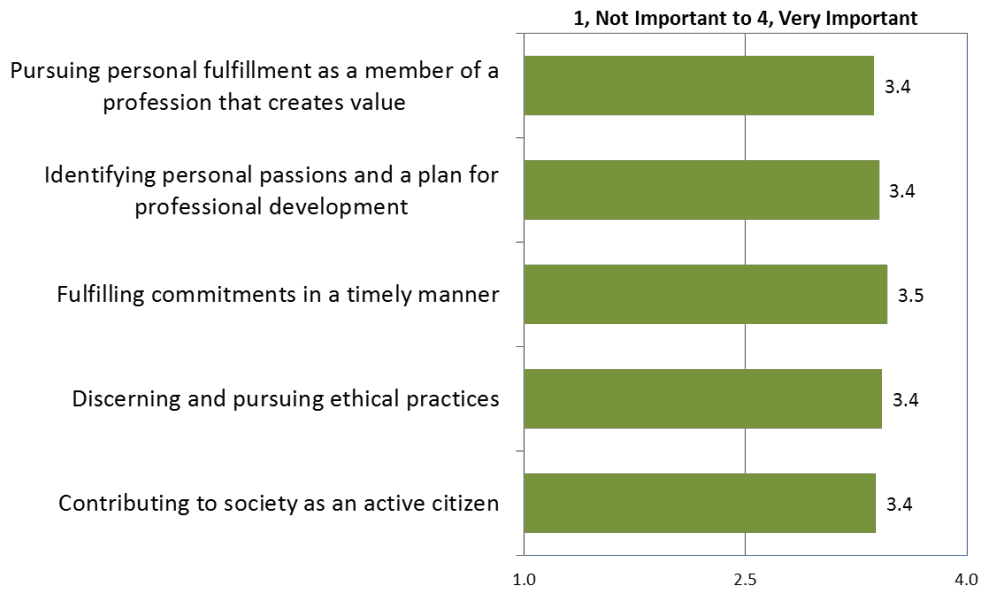 1, Not Important to 4, Very Important
Pursuing personal fulfillment as a member of a
profession that creates value
3.4
Identifying personal passions and a plan for
professional development
3.4
Fulfilling commitments in a timely manner
3.5
Discerning and pursuing ethical practices
3.4
Contributing to society as an active citizen
3.4
1.0
2.5
4.0